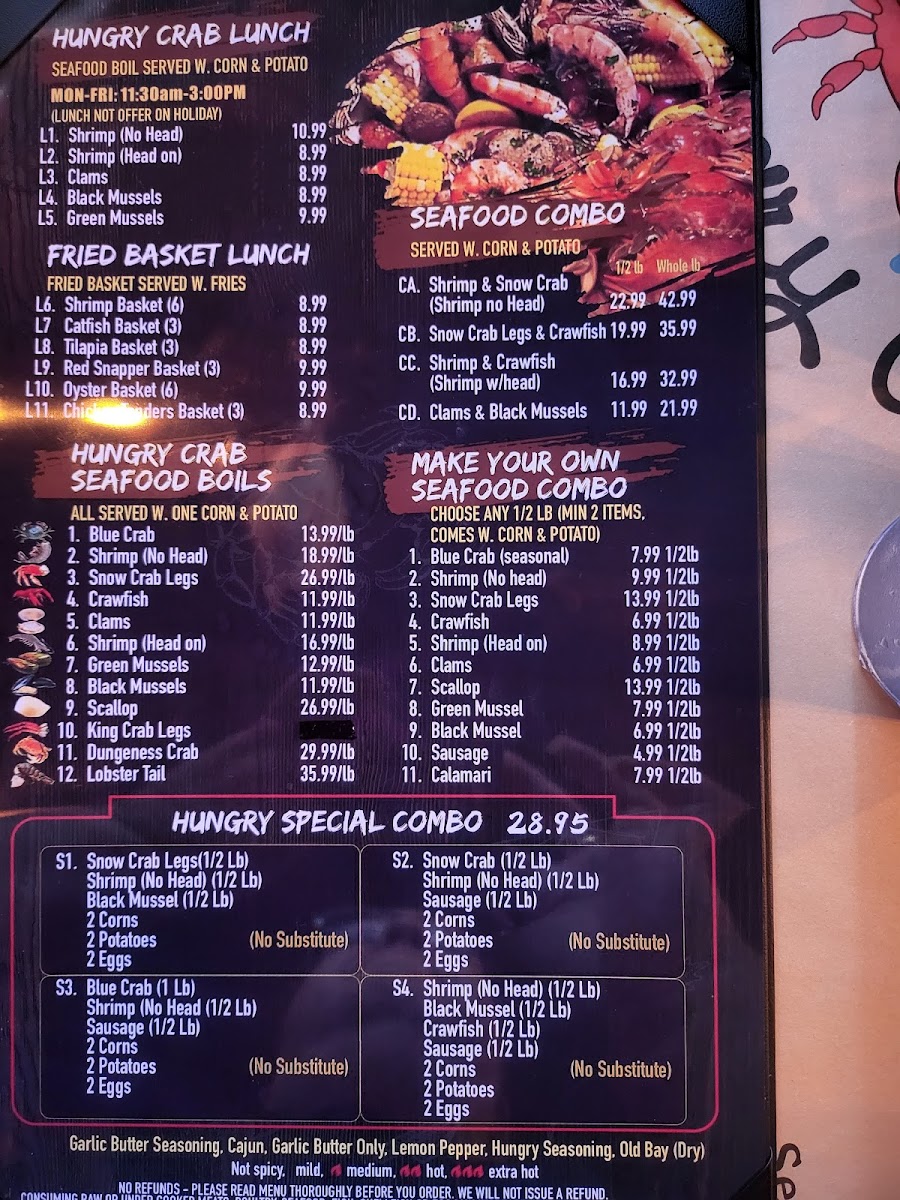 HUNGRY CRAB LUNCH
SEAFOOD BOIL SERVED W. CORN & POTATO
MON-FRI: 11:30am-3:00PM
(LUNCH NOT OFFER ON HOLIDAY)
L1. Shrimp (No Head) 10.99
L2. Shrimp (Head on) 8.99
L3. Clams 8.99
L4. Black Mussels 8.99
L5. Green Mussels 9.99
FRIED BASKET LUNCH
FRIED BASKET SERVED W. FRIES
L6. Shrimp Basket (6) 8.99
L7 Catfish Basket (3) 8.99
L8. Tilapia Basket (3) 8.99
L9. Red Snapper Basket (3) 9.99
L10. Oyster Basket (6) 9.99
L11. Chicken Tenders Basket (3) 8.99
SEAFOOD COMBO
SERVED W. CORN & POTATO
1/2 lb Whole lb
CA. Shrimp & Snow Crab
(Shrimp no Head) 22.99 42.99
CB. Snow Crab Legs & Crawfish 19.99 35.99
CC. Shrimp & Crawfish
(Shrimp w/head) 16.99 32.99
CD. Clams & Black Mussels 11.99 21.99
HUNGRY CRAB
SEAFOOD BOILS
ALL SERVED W. ONE CORN & POTATO
1. Blue Crab 13.99/lb
2. Shrimp (No Head) 18.99/lb
3. Snow Crab Legs 26.99/lb
4. Crawfish 11.99/lb
5. Clams 11.99/lb
6. Shrimp (Head on) 16.99/lb
7. Green Mussels 12.99/lb
8. Black Mussels 11.99/lb
9. Scallop 26.99/lb
10. King Crab Legs
11. Dungeness Crab 29.99/lb
12. Lobster Tail 35.99/lb
MAKE YOUR OWN
SEAFOOD COMBO
CHOOSE ANY 1/2 LB (MIN 2 ITEMS,
COMES W. CORN & POTATO)
1. Blue Crab (seasonal) 7.99 1/2lb
2. Shrimp (No head) 9.99 1/2lb
3. Snow Crab Legs 13.99 1/2lb
4. Crawfish 6.99 1/2lb
5. Shrimp (Head on) 8.99 1/2lb
6. Clams 6.99 1/2lb
7. Scallop 13.99 1/2lb
8. Green Mussel 7.99 1/2lb
9. Black Mussel 6.99 1/2lb
10. Sausage 4.99 1/2lb
11. Calamari 7.99 1/2lb
HUNGRY SPECIAL COMBO 28.95
S1. Snow Crab Legs(1/2 Lb)
Shrimp (No Head) (1/2 Lb)
Black Mussel (1/2 Lb)
2 Corns
2 Potatoes (No Substitute)
2 Eggs
S2. Snow Crab (1/2 Lb)
Shrimp (No Head) (1/2 Lb)
Sausage (1/2 Lb)
2 Corns
2 Potatoes (No Substitute)
2 Eggs
S3. Blue Crab (1 Lb)
Shrimp (No Head (1/2 Lb)
Sausage (1/2 Lb)
2 Corns
2 Potatoes (No Substitute)
2 Eggs
S4. Shrimp (No Head) (1/2 Lb)
Black Mussel (1/2 Lb)
Crawfish (1/2 Lb)
Sausage (1/2 Lb)
2 Corns (No Substitute)
2 Potatoes
2 Eggs
Garlic Butter Seasoning, Cajun, Garlic Butter Only, Lemon Pepper, Hungry Seasoning, Old Bay (Dry)
Not spicy, mild, medium, hot, extra hot
NO REFUNDS - PLEASE READ MENU THOROUGHLY BEFORE YOU ORDER. WE WILL NOT ISSUE A REFUND.